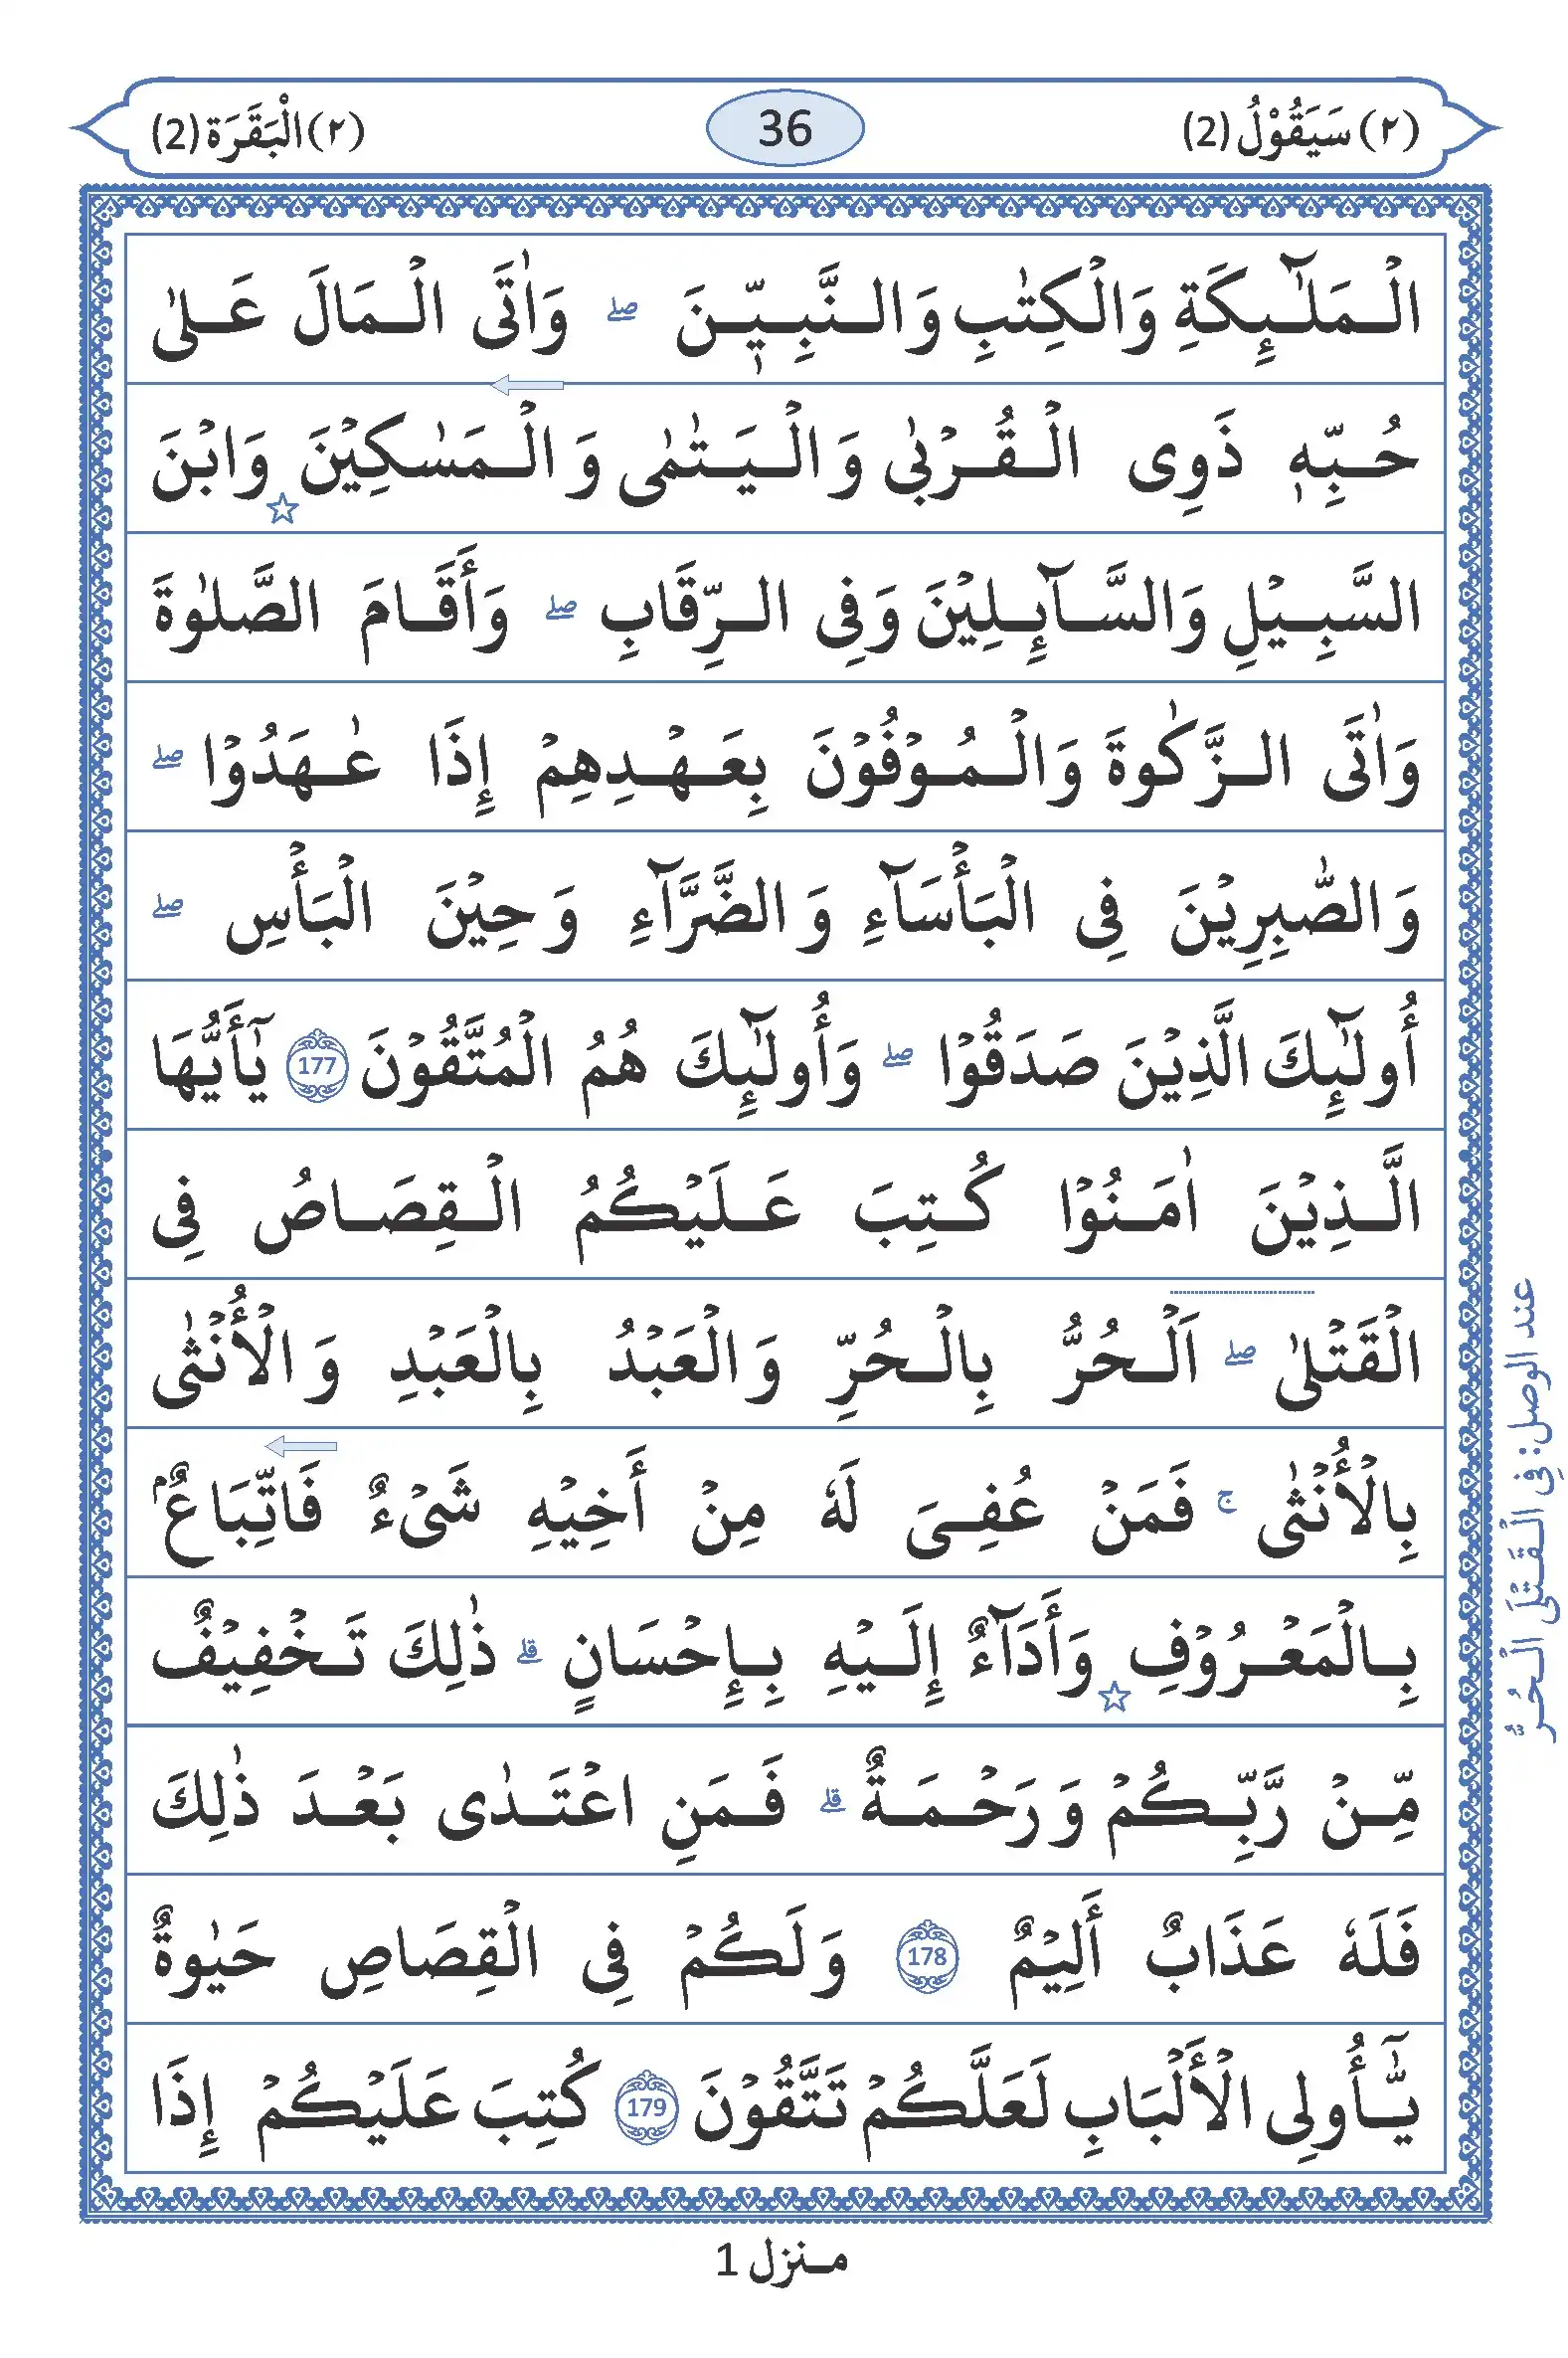 (٢) سَيَقُوْلُ (2)
36
(٢) الْبَقَرَة (2)
الْمَلٰٓئِكَةِ وَالْكِتٰبِ وَالنَّبِيّٖنَ ۖ وَاٰتَى الْمَالَ عَلٰى
حُبِّهٖ ذَوِى الْقُرْبٰى وَالْيَتٰمٰى وَالْمَسٰكِيْنَ ☆ وَابْنَ
السَّبِيْلِ وَالسَّآئِلِيْنَ وَفِى الرِّقَابِ ۖ وَأَقَامَ الصَّلٰوةَ
وَاٰتَى الزَّكٰوةَ وَالْمُوْفُوْنَ بِعَهْدِهِمْ إِذَا عٰهَدُوْا ۖ
وَالصّٰبِرِيْنَ فِى الْبَأْسَآءِ وَالضَّرَّآءِ وَحِيْنَ الْبَأْسِ ۖ
أُولٰٓئِكَ الَّذِيْنَ صَدَقُوْا ۖ وَأُولٰٓئِكَ هُمُ الْمُتَّقُوْنَ 177 يٰٓأَيُّهَا
الَّذِيْنَ اٰمَنُوْا كُتِبَ عَلَيْكُمُ الْقِصَاصُ فِى
الْقَتْلٰى ۖ اَلْحُرُّ بِالْحُرِّ وَالْعَبْدُ بِالْعَبْدِ وَالْأُنْثٰى
بِالْأُنْثٰى ۚ فَمَنْ عُفِىَ لَهٗ مِنْ أَخِيْهِ شَىْءٌ فَاتِّبَاعٌۢ
بِالْمَعْرُوْفِ ☆ وَأَدَآءٌ إِلَيْهِ بِإِحْسَانٍ ۗ ذٰلِكَ تَخْفِيْفٌ
مِّنْ رَّبِّكُمْ وَرَحْمَةٌ ۗ فَمَنِ اعْتَدٰى بَعْدَ ذٰلِكَ
فَلَهٗ عَذَابٌ أَلِيْمٌ 178 وَلَكُمْ فِى الْقِصَاصِ حَيٰوةٌ
يّٰٓأُولِى الْأَلْبَابِ لَعَلَّكُمْ تَتَّقُوْنَ 179 كُتِبَ عَلَيْكُمْ إِذَا
عند الوصل: فِى الْقَتْلَى الْحُرُّ
منزل 1